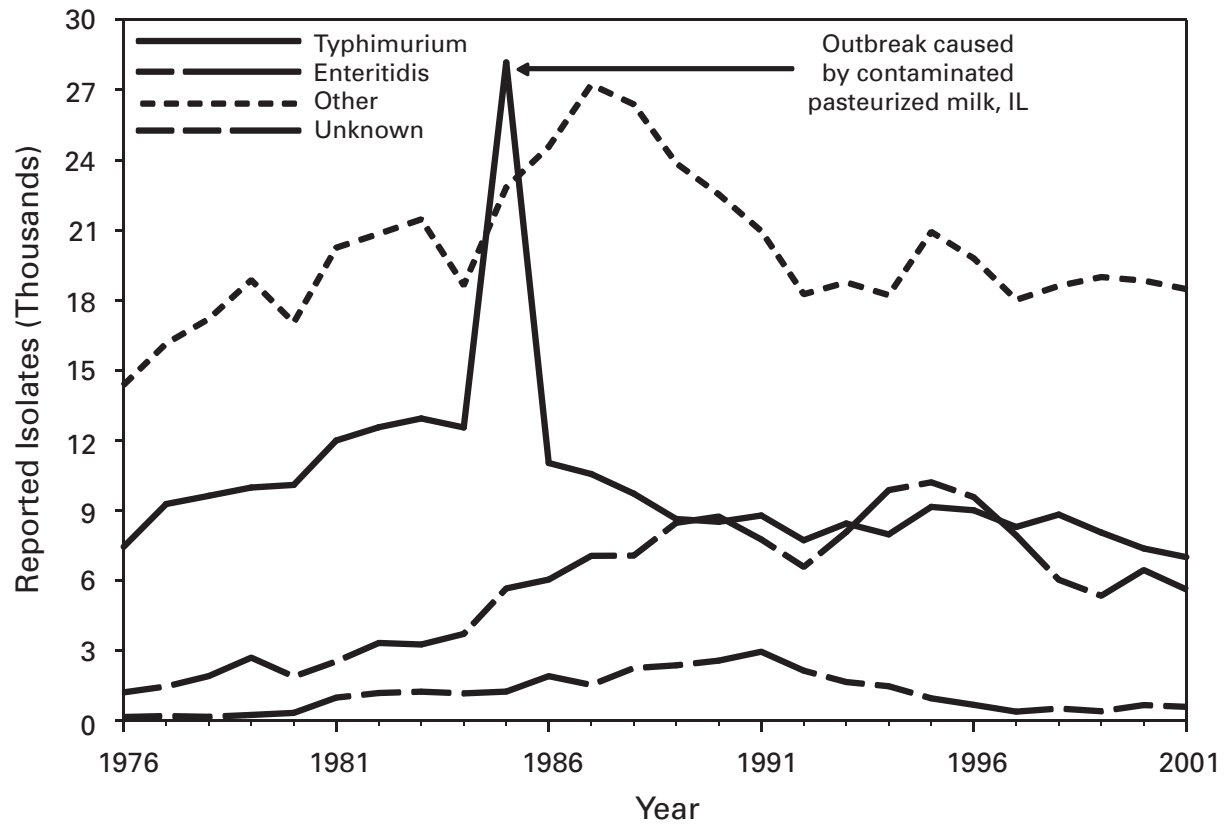 30
27
24
21
18
15
12
9
6
3
0
Reported Isolates (Thousands)
Typhimurium
Enteritidis
Other
Unknown
Outbreak caused
by contaminated
pasteurized milk, IL
1976 1981 1986 1991 1996 2001
Year